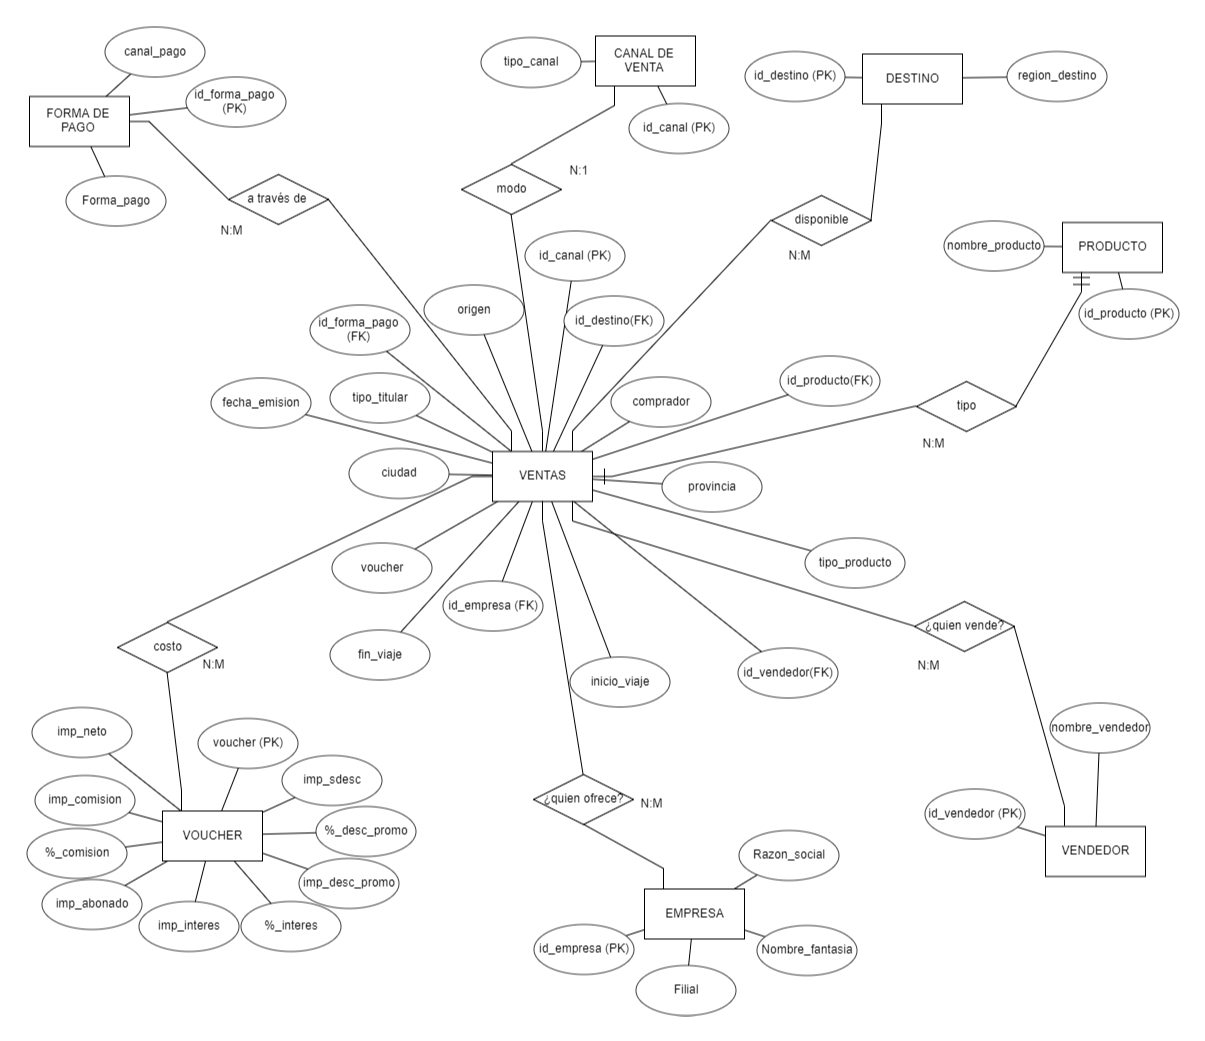 canal_pago
id_forma_pago
(PK)
FORMA DE
PAGO
Forma_pago
a través de
N:M
tipo_canal
CANAL DE
VENTA
id_canal (PK)
N:1
modo
id_destino (PK)
DESTINO
region_destino
disponible
N:M
nombre_producto
PRODUCTO
id_producto (PK)
tipo
N:M
id_canal (PK)
origen
id_destino(FK)
id_forma_pago
(FK)
tipo_titular
fecha_emision
comprador
id_producto(FK)
ciudad
VENTAS
provincia
voucher
tipo_producto
id_empresa (FK)
fin_viaje
inicio_viaje
id_vendedor(FK)
¿quien vende?
N:M
costo
N:M
imp_neto
voucher (PK)
imp_sdesc
imp_comision
%_desc_promo
VOUCHER
%_comision
imp_desc_promo
imp_abonado
imp_interes
%_interes
¿quien ofrece?
N:M
nombre_vendedor
id_vendedor (PK)
VENDEDOR
Razon_social
EMPRESA
id_empresa (PK)
Nombre_fantasia
Filial